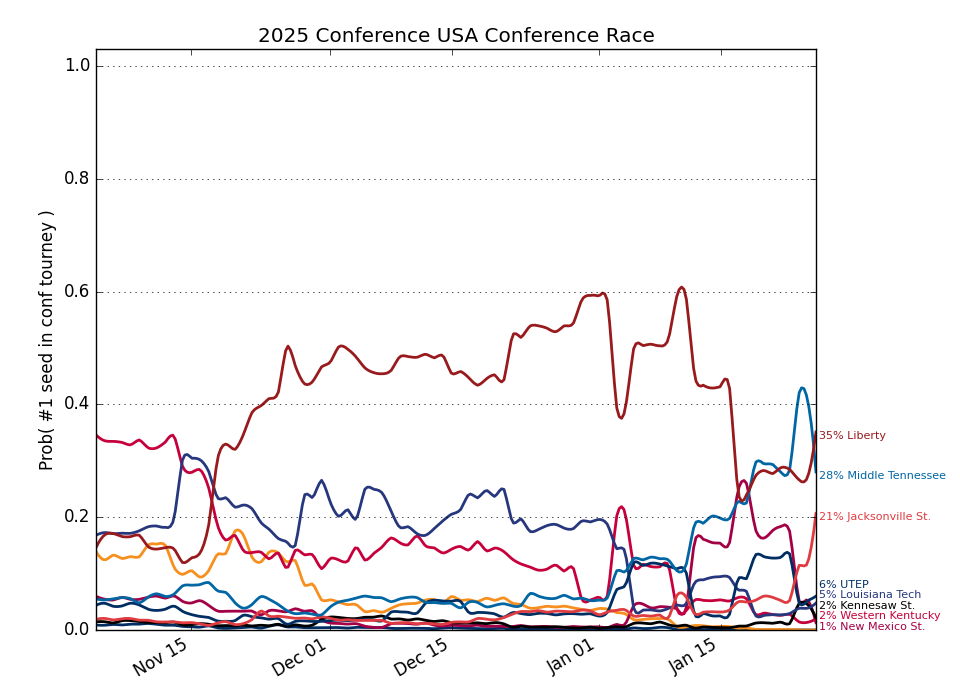 2025 Conference USA Conference Race
Prob( #1 seed in conf tourney )
1.0
0.8
0.6
0.4
0.2
0.0
Nov 15
Dec 01
Dec 15
Jan 01
Jan 15
35% Liberty
28% Middle Tennessee
21% Jacksonville St.
6% UTEP
5% Louisiana Tech
2% Kennesaw St.
2% Western Kentucky
1% New Mexico St.